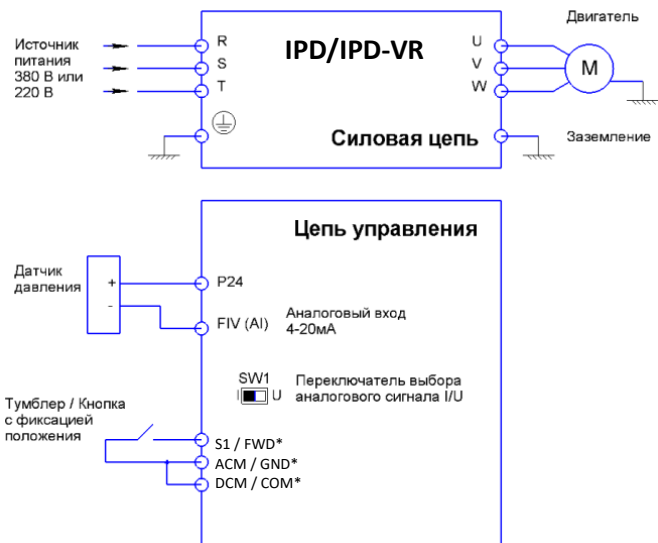 Двигатель
Источник
питания
380 В или
220 В
R
S
T
IPD/IPD-VR
U
V
W
M
Силовая цепь
Заземление
Цепь управления
Датчик
давления
+
-
P24
FIV (AI)
Аналоговый вход
4-20мА
SW1
I
U
Переключатель выбора
аналогового сигнала I/U
Тумблер / Кнопка
с фиксацией
положения
S1 / FWD*
ACM / GND*
DCM / COM*